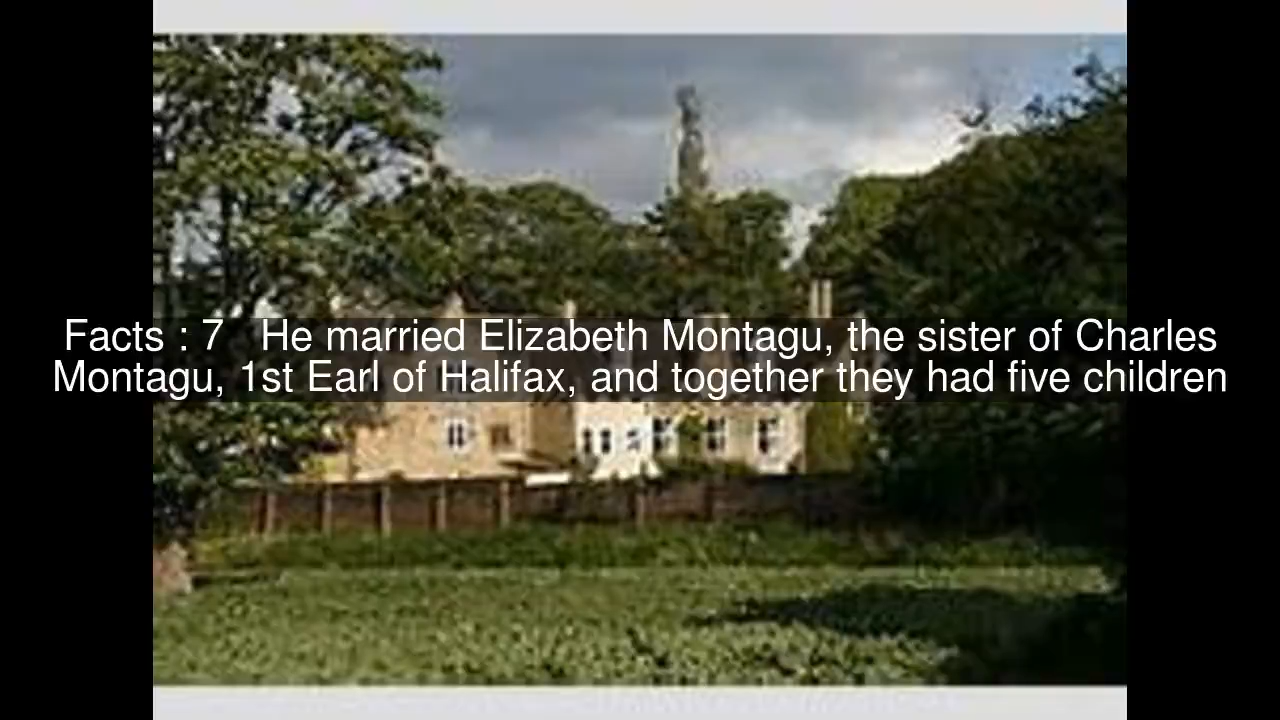 Facts : 7   He married Elizabeth Montagu, the sister of Charles
Montagu, 1st Earl of Halifax, and together they had five children